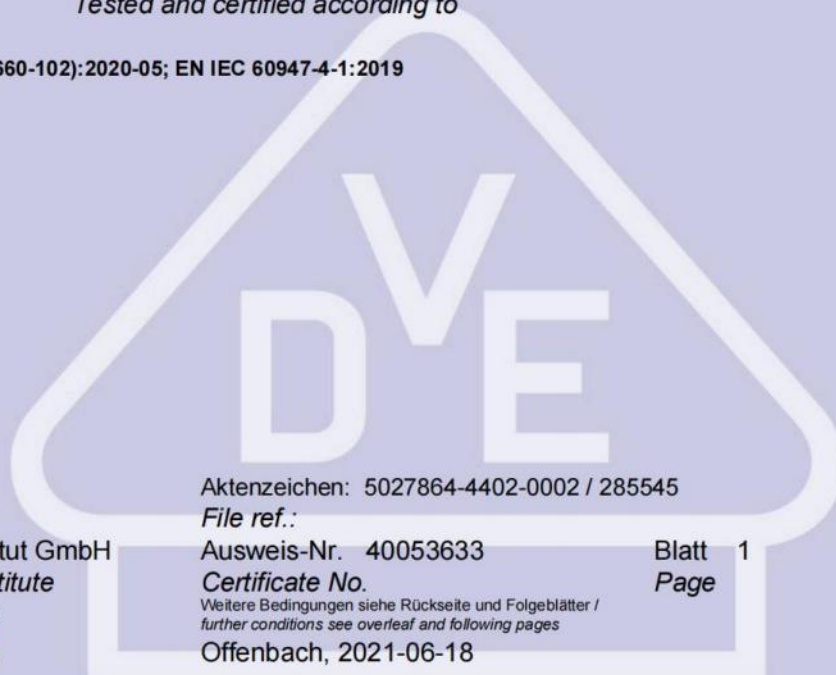 Tested and certified according to
660-102):2020-05; EN IEC 60947-4-1:2019
VDE
Aktenzeichen: 5027864-4402-0002 / 285545
File ref.:
tut GmbH Ausweis-Nr. 40053633 Blatt 1
titute Certificate No. Page
Weitere Bedingungen siehe Rückseite und Folgeblätter /
further conditions see overleaf and following pages
Offenbach, 2021-06-18